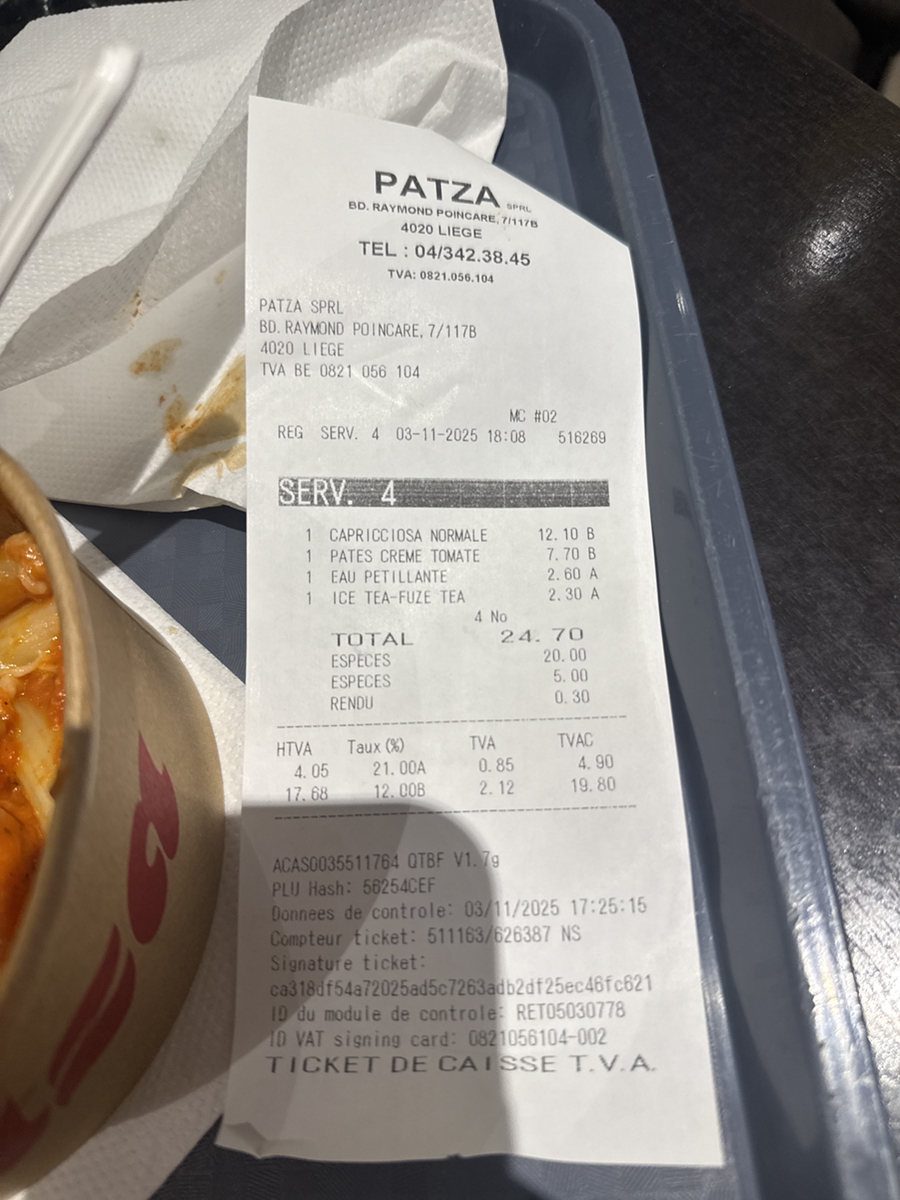 PATZA SPRL
BD. RAYMOND POINCARE, 7/117B
4020 LIEGE
TEL : 04/342.38.45
TVA: 0821.056.104
PATZA SPRL
BD. RAYMOND POINCARE, 7/117B
4020 LIEGE
TVA BE 0821 056 104
MC #02
REG SERV. 4 03-11-2025 18:08 516269
SERV. 4
1 CAPRICCIOSA NORMALE 12.10 B
1 PATES CREME TOMATE 7.70 B
1 EAU PETILLANTE 2.60 A
1 ICE TEA-FUZE TEA 2.30 A
4 No
TOTAL 24.70
ESPECES 20.00
ESPECES 5.00
RENDU 0.30
HTVA Taux (%) TVA TVAC
4.05 21.00A 0.85 4.90
17.68 12.00B 2.12 19.80
ACAS0035511764 QTBF V1.7g
PLU Hash: 56254CEF
Donnees de controle: 03/11/2025 17:25:15
Compteur ticket: 511163/626387 NS
Signature ticket:
ca318df54a72025ad5c7263adb2df25ec46fc621
ID du module de controle: RET05030778
ID VAT signing card: 0821056104-002
TICKET DE CAISSE T.V.A.